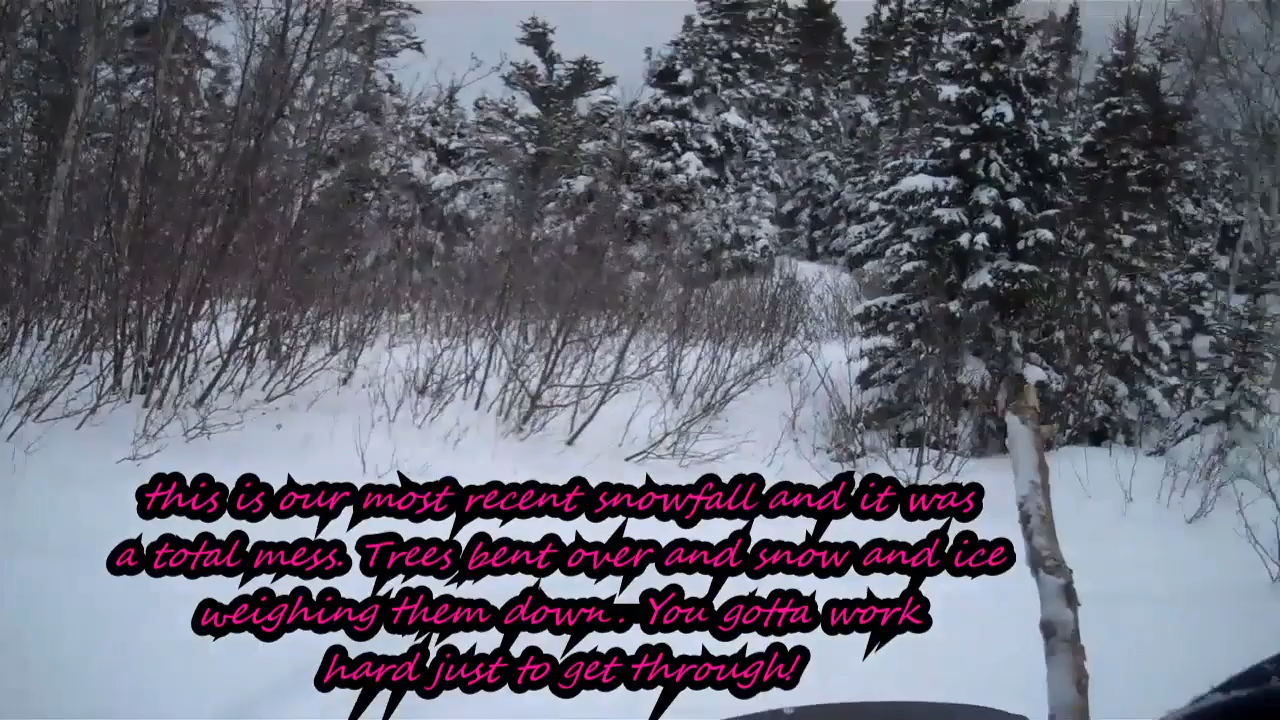 this is our most recent snowfall and it was
a total mess. Trees bent over and snow and ice
weighing them down. You gotta work
hard just to get through!